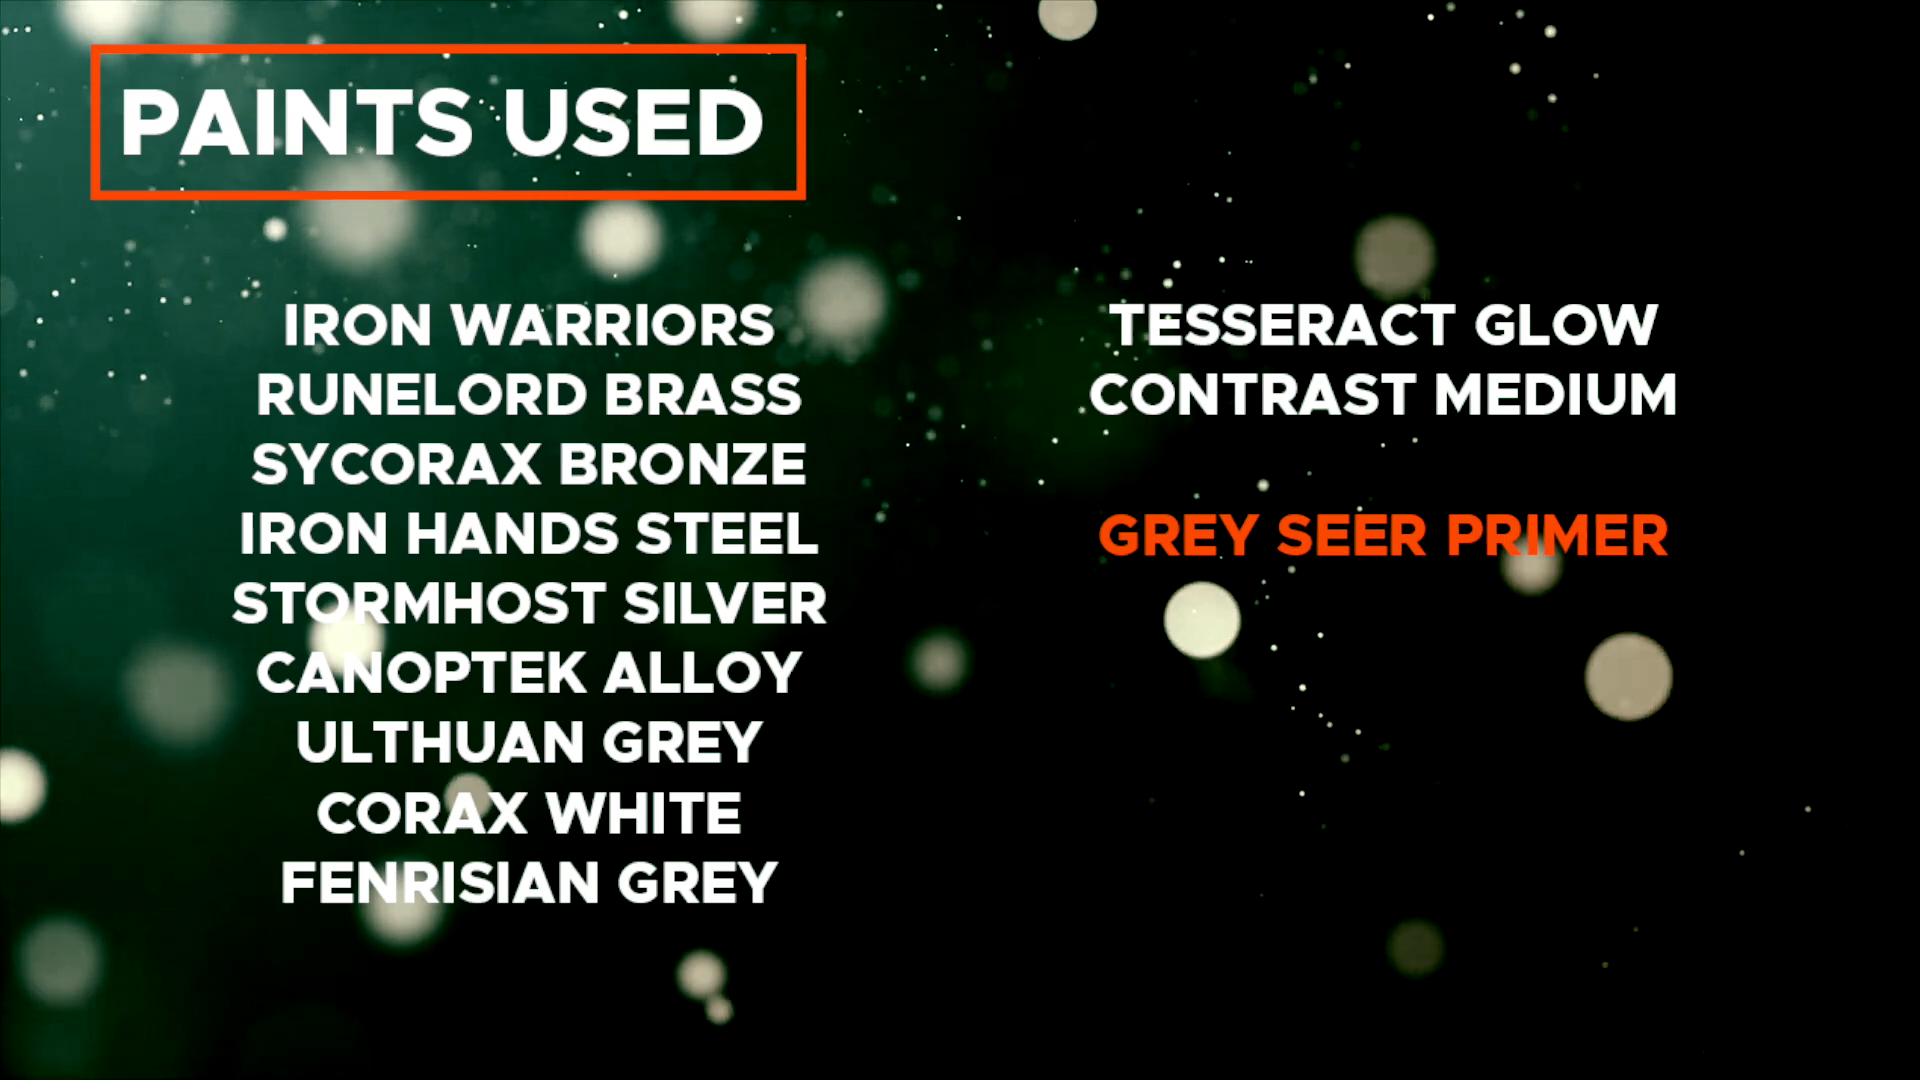 PAINTS USED
IRON WARRIORS
RUNELORD BRASS
SYCORAX BRONZE
IRON HANDS STEEL
STORMHOST SILVER
CANOPTEK ALLOY
ULTHUAN GREY
CORAX WHITE
FENRISIAN GREY
TESSERACT GLOW
CONTRAST MEDIUM
GREY SEER PRIMER